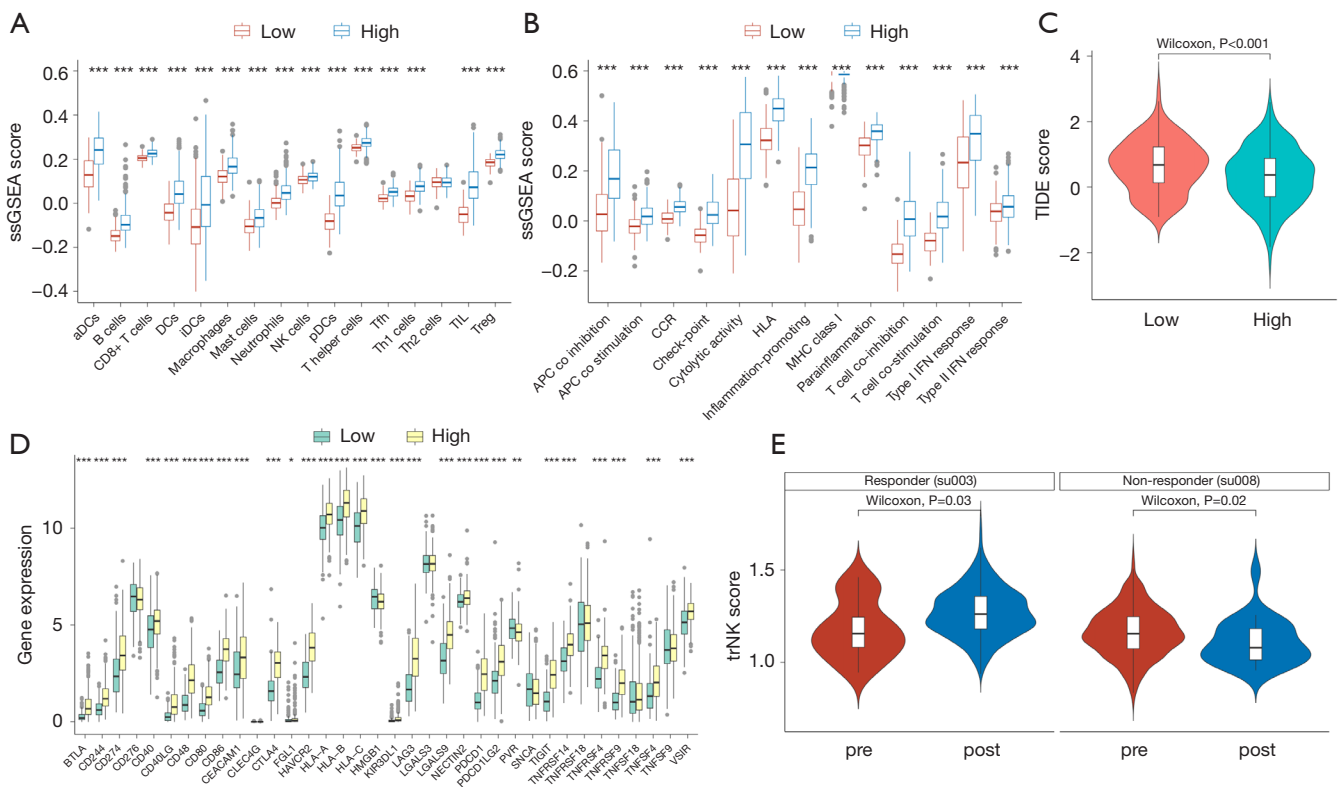 A
Low High
ssGSEA score
*** *** *** *** *** *** *** *** *** *** *** *** *** *** ***
0.6
0.4
0.2
0.0
−0.2
−0.4
aDCs
B cells
CD8+ T cells
DCs
iDCs
Macrophages
Mast cells
Neutrophils
NK cells
pDCs
T helper cells
Tfh
Th1 cells
Th2 cells
TIL
Treg
B
Low High
ssGSEA score
*** *** *** *** *** *** *** *** *** *** *** *** ***
0.6
0.4
0.2
0.0
−0.2
APC co inhibition
APC co stimulation
CCR
Check-point
Cytolytic activity
HLA
Inflammation-promoting
MHC class I
Parainflammation
T cell co-inhibition
T cell co-stimulation
Type I IFN response
Type II IFN response
C
Wilcoxon, P<0.001
TIDE score
4
2
0
−2
Low High
D
Low High
Gene expression
*** *** *** *** *** *** *** *** *** *** * *** *** *** *** *** *** *** *** *** *** *** ** *** *** *** *** *** ***
10
5
0
BTLA
CD244
CD274
CD276
CD40
CD40LG
CD48
CD80
CD86
CEACAM1
CLEC4G
CTLA4
FGL1
HAVCR2
HLA-A
HLA-B
HLA-C
HMGB1
KIR3DL1
LAG3
LGALS3
LGALS9
NECTIN2
PDCD1
PDCD1LG2
PVR
SNCA
TIGIT
TNFRSF14
TNFRSF18
TNFRSF4
TNFRSF9
TNFSF18
TNFSF4
TNFSF9
VSIR
E
Responder (su003) Non-responder (su008)
Wilcoxon, P=0.03 Wilcoxon, P=0.02
trNK score
1.5
1.0
pre post pre post